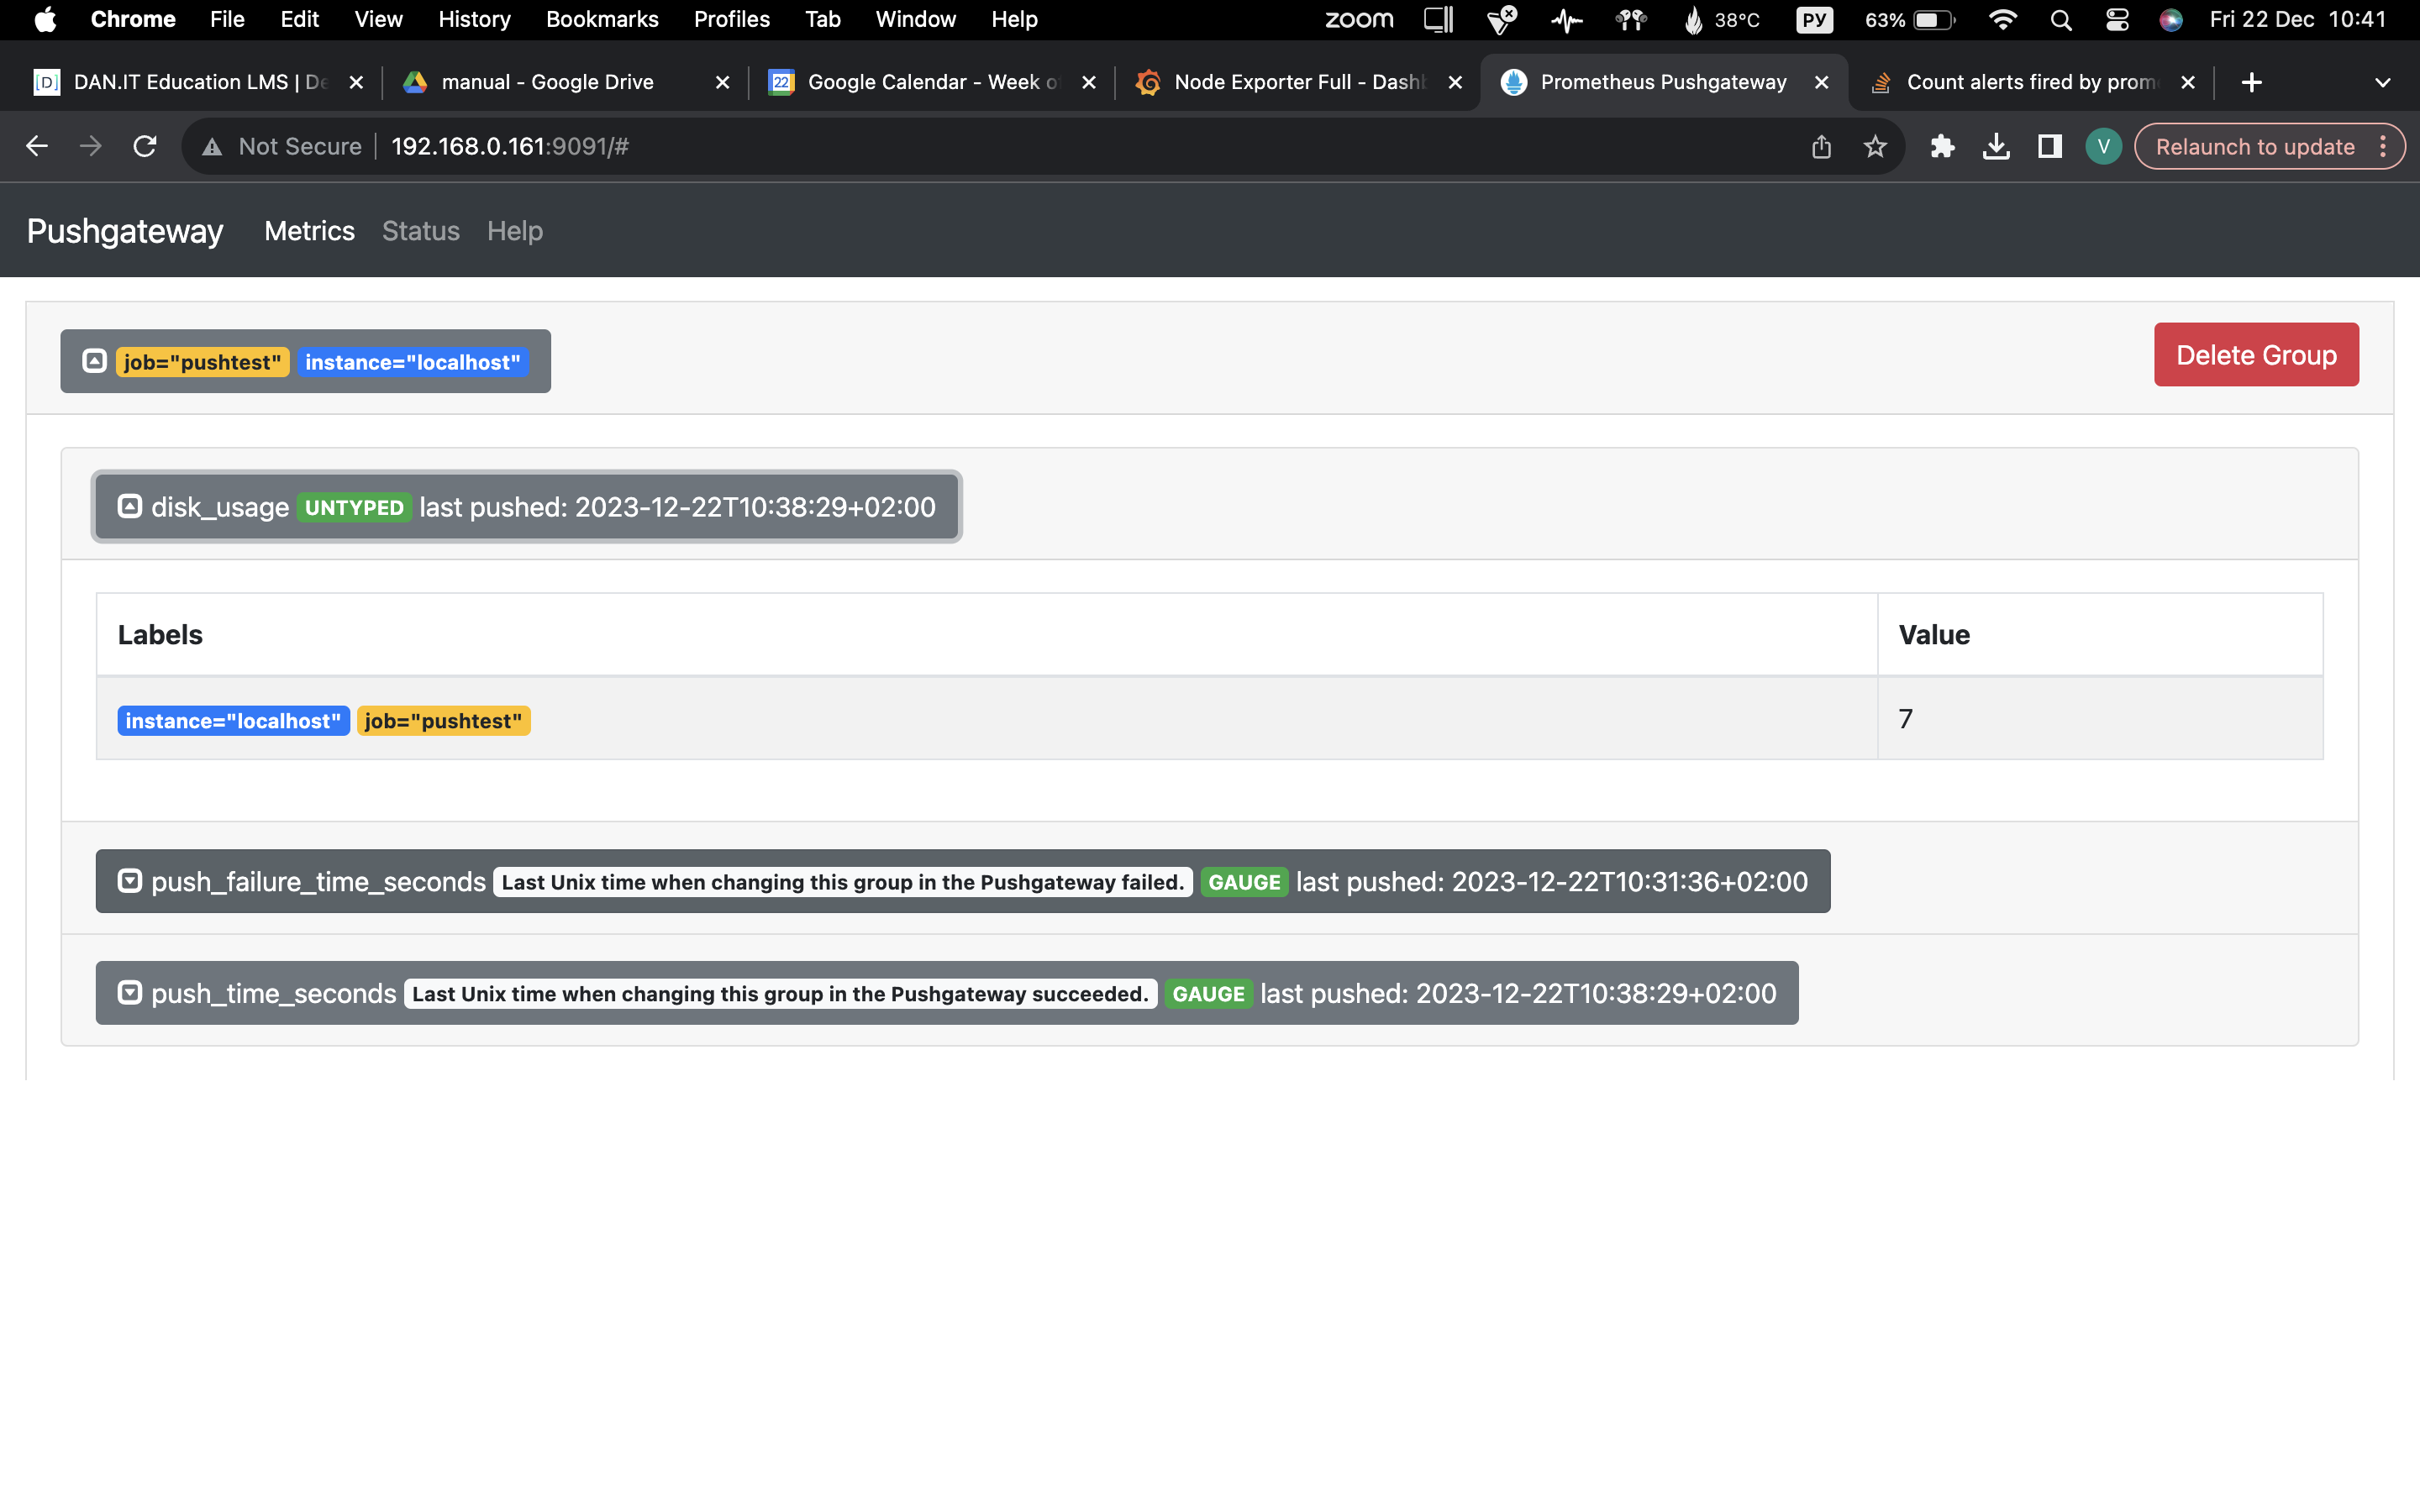 Chrome File Edit View History Bookmarks Profiles Tab Window Help zoom 38°C РУ 63% Fri 22 Dec 10:41
[D] DAN.IT Education LMS | De manual - Google Drive 22 Google Calendar - Week o Node Exporter Full - Dashb Prometheus Pushgateway Count alerts fired by prom
Not Secure 192.168.0.161:9091/# V Relaunch to update
Pushgateway Metrics Status Help
job="pushtest" instance="localhost" Delete Group
disk_usage UNTYPED last pushed: 2023-12-22T10:38:29+02:00
Labels Value
instance="localhost" job="pushtest" 7
push_failure_time_seconds Last Unix time when changing this group in the Pushgateway failed. GAUGE last pushed: 2023-12-22T10:31:36+02:00
push_time_seconds Last Unix time when changing this group in the Pushgateway succeeded. GAUGE last pushed: 2023-12-22T10:38:29+02:00